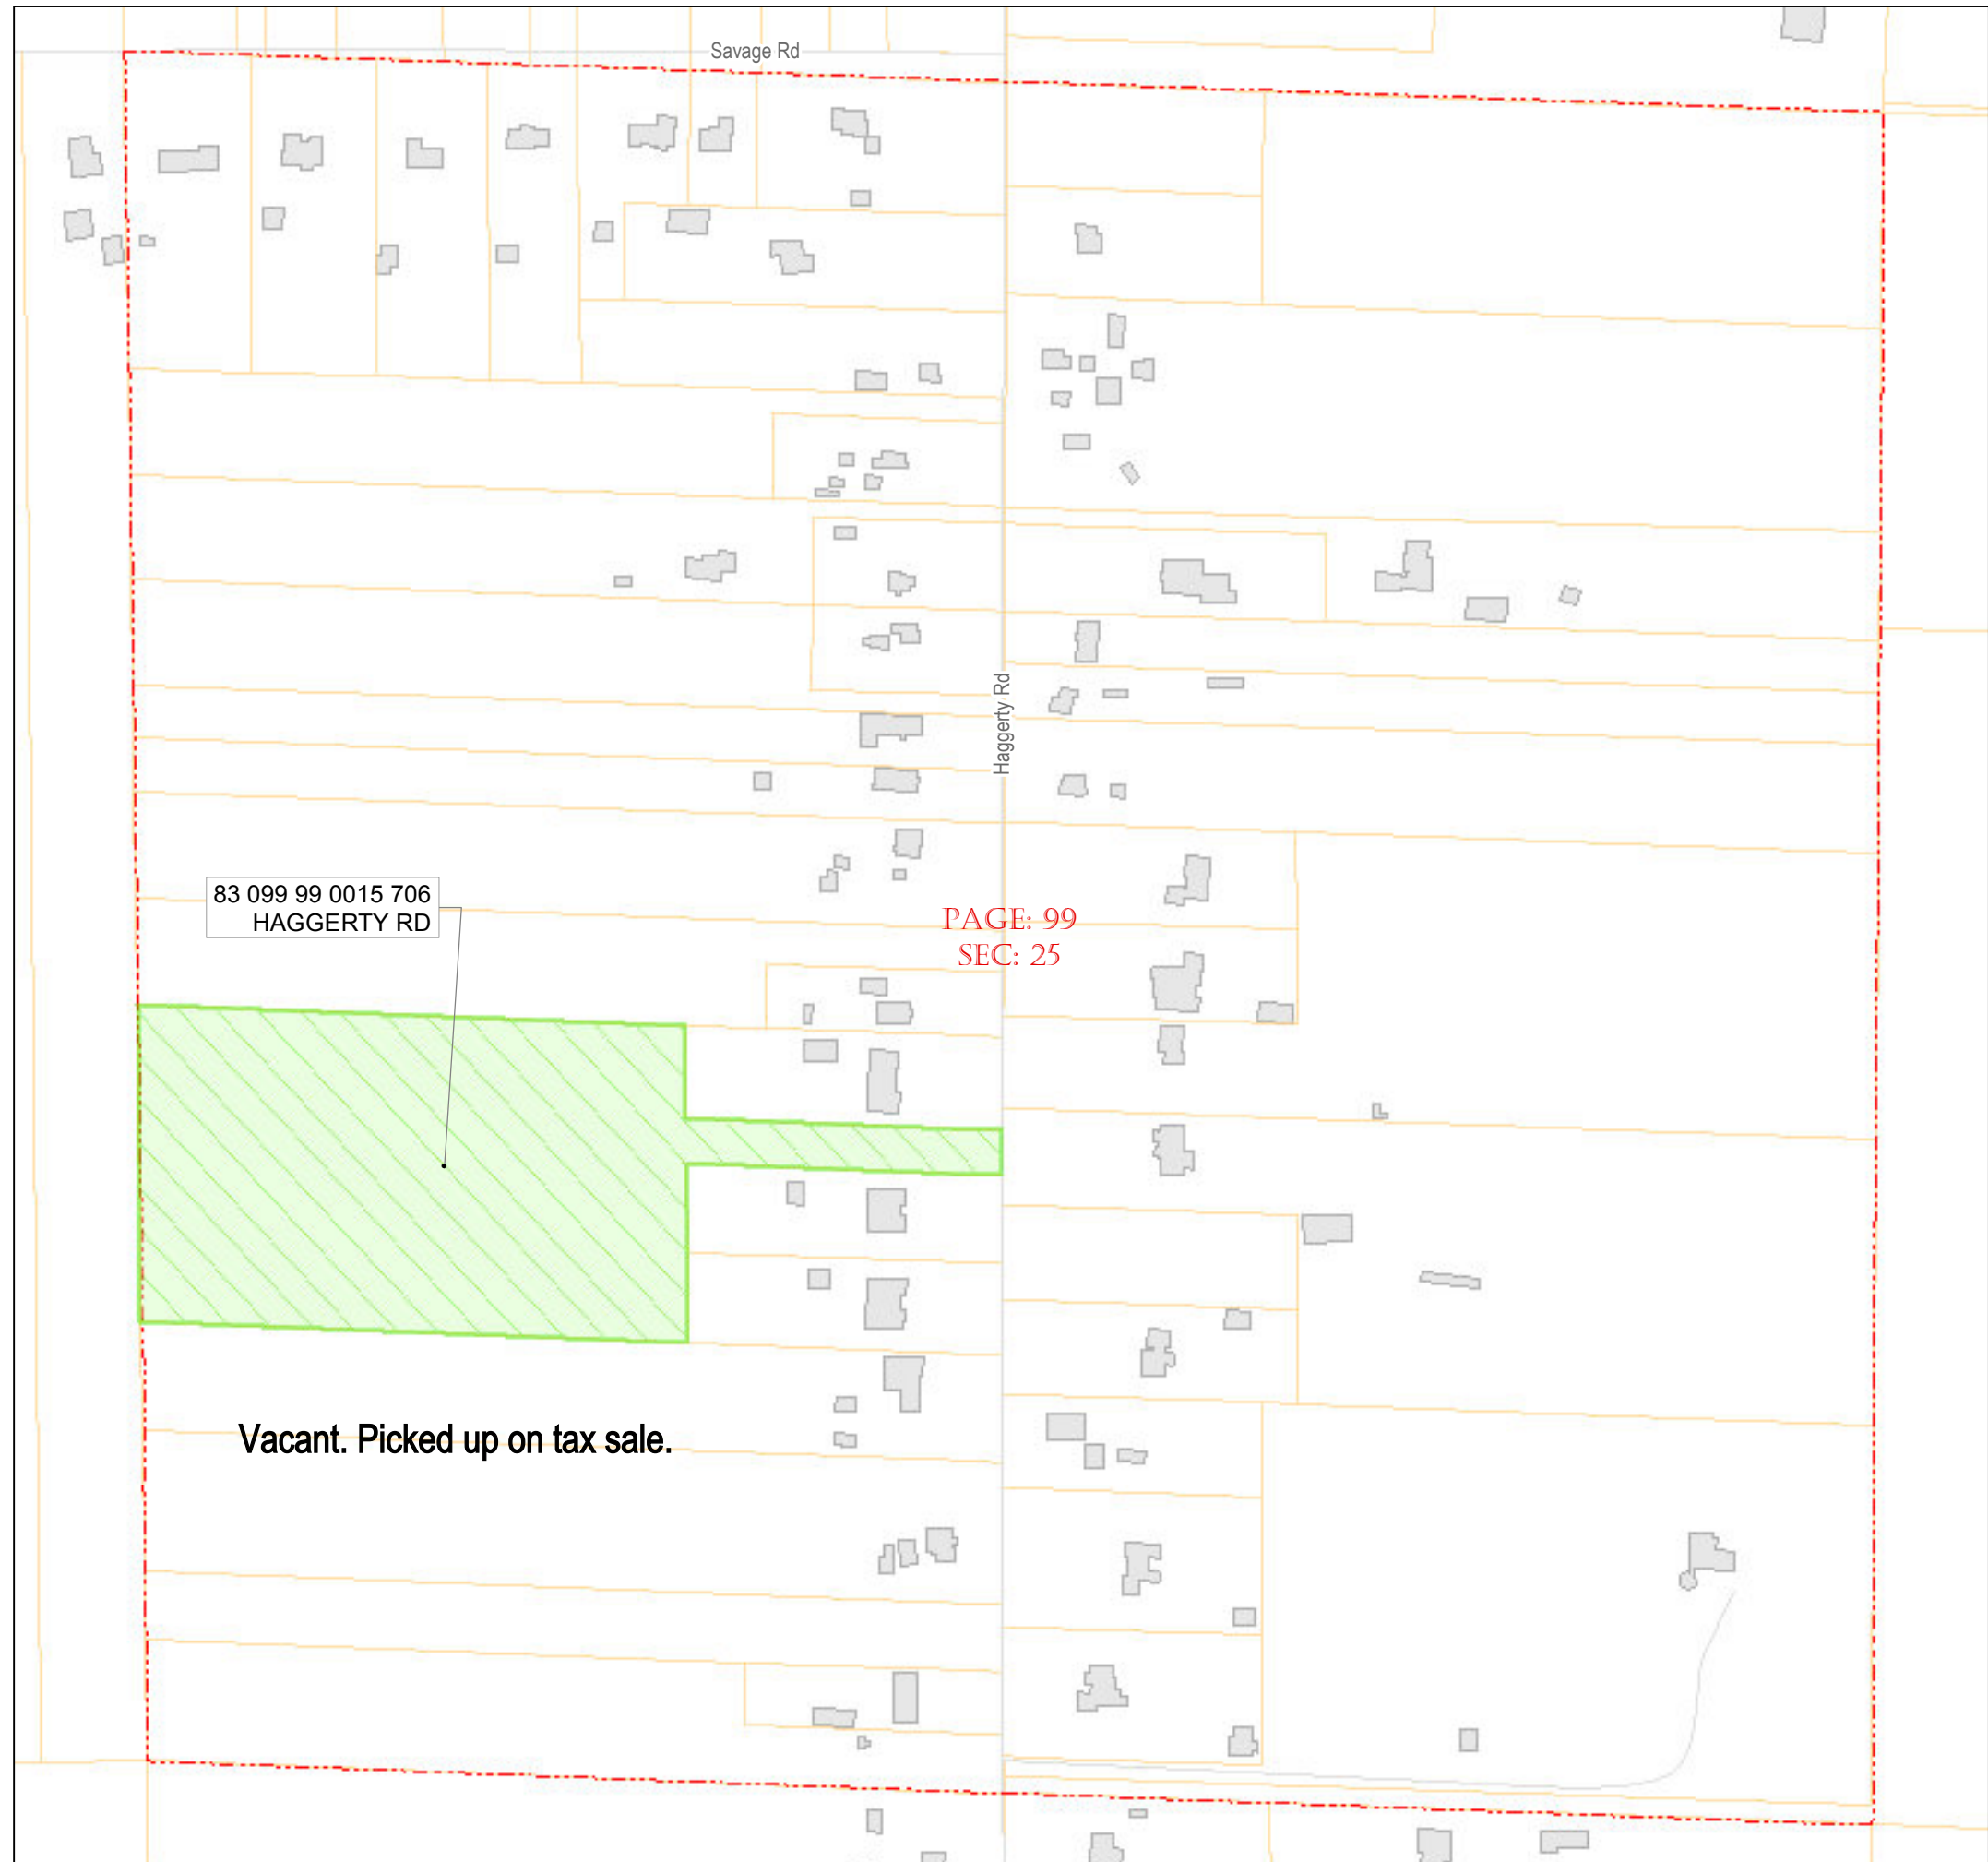 Savage Rd
Haggerty Rd
83 099 99 0015 706
HAGGERTY RD
PAGE: 99
SEC: 25
Vacant. Picked up on tax sale.